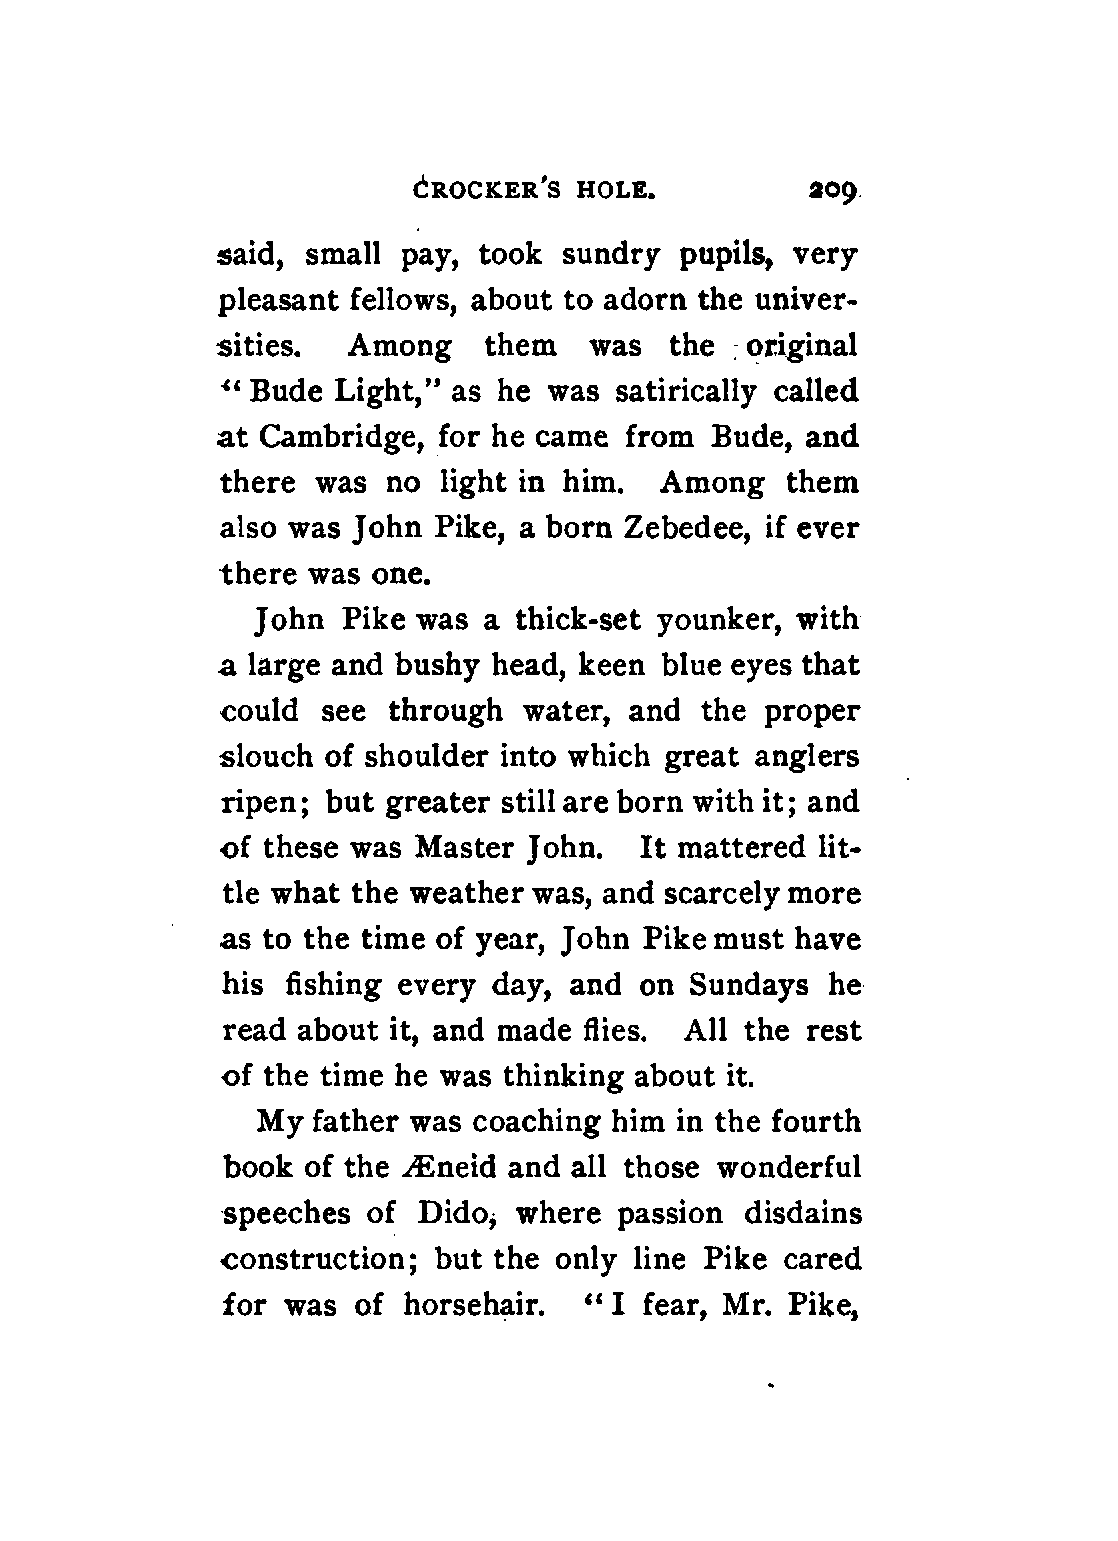 CROCKER'S HOLE. 209
said, small pay, took sundry pupils, very
pleasant fellows, about to adorn the univer-
sities. Among them was the original
“Bude Light,” as he was satirically called
at Cambridge, for he came from Bude, and
there was no light in him. Among them
also was John Pike, a born Zebedee, if ever
there was one.
John Pike was a thick-set younker, with
a large and bushy head, keen blue eyes that
could see through water, and the proper
slouch of shoulder into which great anglers
ripen; but greater still are born with it; and
of these was Master John. It mattered lit-
tle what the weather was, and scarcely more
as to the time of year, John Pike must have
his fishing every day, and on Sundays he
read about it, and made flies. All the rest
of the time he was thinking about it.
My father was coaching him in the fourth
book of the Æneid and all those wonderful
speeches of Dido, where passion disdains
construction; but the only line Pike cared
for was of horsehair. “I fear, Mr. Pike,